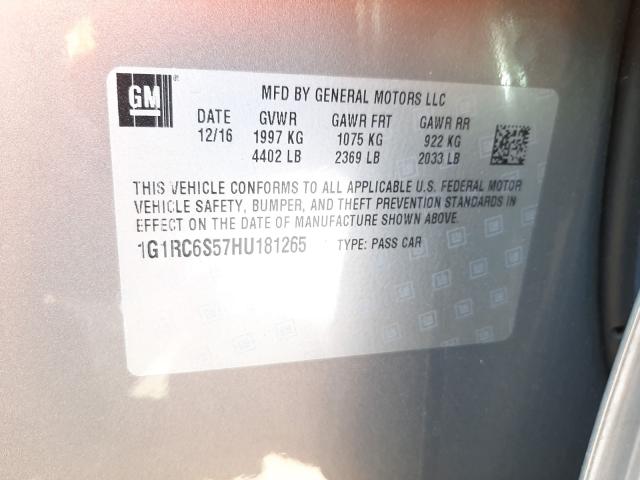 GM
MFD BY GENERAL MOTORS LLC
DATE GVWR GAWR FRT GAWR RR
12/16 1997 KG 1075 KG 922 KG
4402 LB 2369 LB 2033 LB
THIS VEHICLE CONFORMS TO ALL APPLICABLE U.S. FEDERAL MOTOR
VEHICLE SAFETY, BUMPER, AND THEFT PREVENTION STANDARDS IN
EFFECT ON THE DATE OF MANUFACTURE SHOWN ABOVE.
1G1RC6S57HU181265 TYPE: PASS CAR